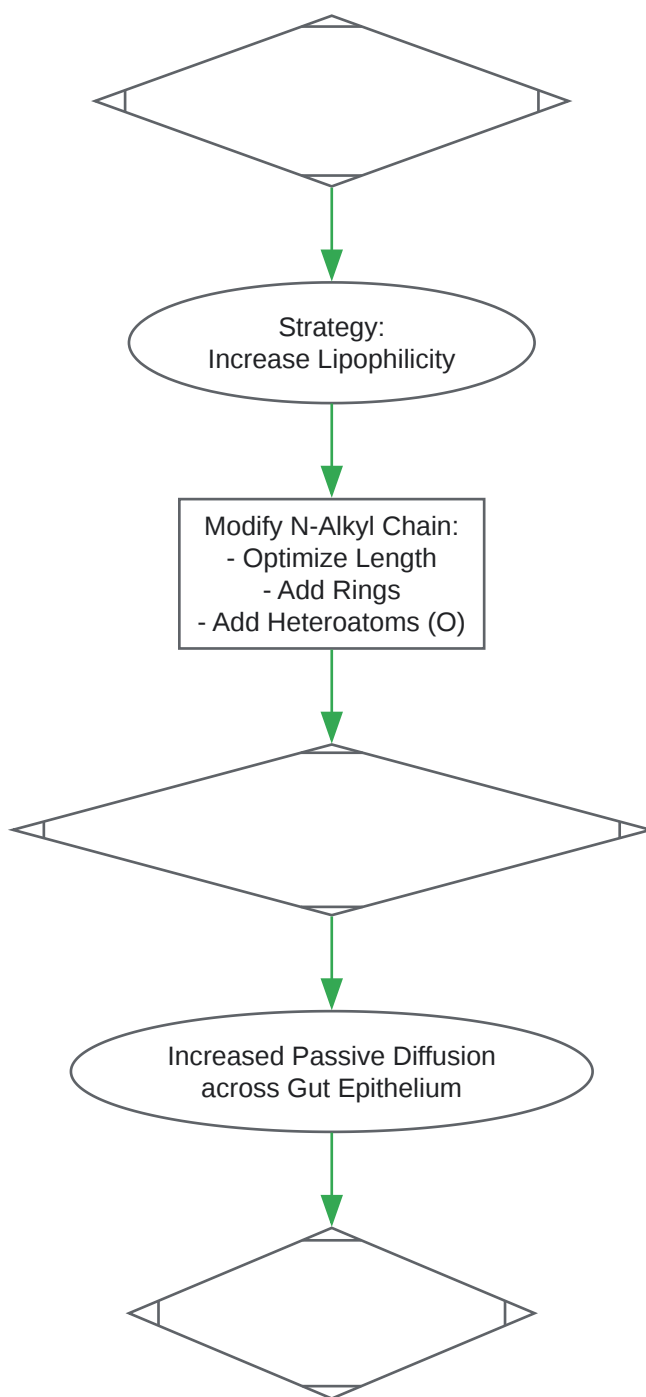 Strategy:
Increase Lipophilicity
Modify N-Alkyl Chain:
- Optimize Length
- Add Rings
- Add Heteroatoms (O)
Increased Passive Diffusion
across Gut Epithelium